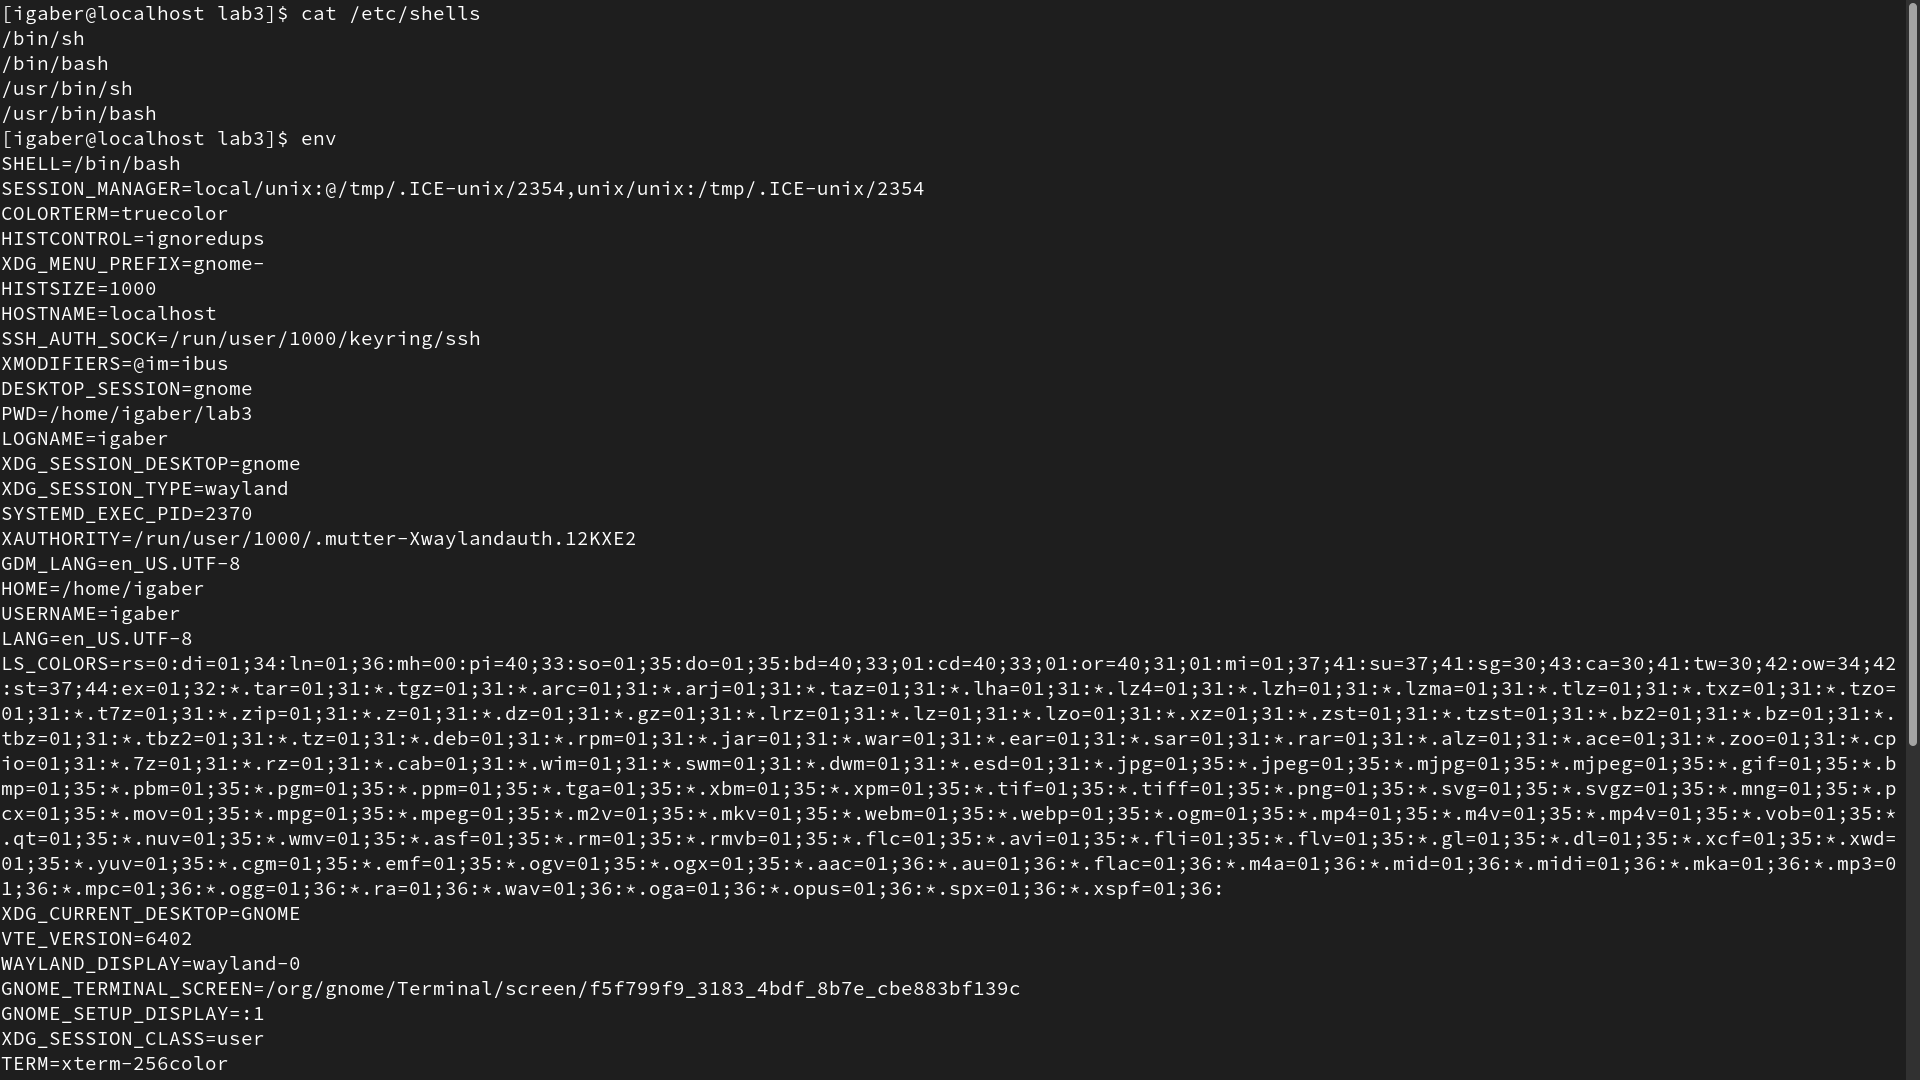 [igaber@localhost lab3]$ cat /etc/shells
/bin/sh
/bin/bash
/usr/bin/sh
/usr/bin/bash
[igaber@localhost lab3]$ env
SHELL=/bin/bash
SESSION_MANAGER=local/unix:@/tmp/.ICE-unix/2354,unix/unix:/tmp/.ICE-unix/2354
COLORTERM=truecolor
HISTCONTROL=ignoredups
XDG_MENU_PREFIX=gnome-
HISTSIZE=1000
HOSTNAME=localhost
SSH_AUTH_SOCK=/run/user/1000/keyring/ssh
XMODIFIERS=@im=ibus
DESKTOP_SESSION=gnome
PWD=/home/igaber/lab3
LOGNAME=igaber
XDG_SESSION_DESKTOP=gnome
XDG_SESSION_TYPE=wayland
SYSTEMD_EXEC_PID=2370
XAUTHORITY=/run/user/1000/.mutter-Xwaylandauth.12KXE2
GDM_LANG=en_US.UTF-8
HOME=/home/igaber
USERNAME=igaber
LANG=en_US.UTF-8
LS_COLORS=rs=0:di=01;34:ln=01;36:mh=00:pi=40;33:so=01;35:do=01;35:bd=40;33;01:cd=40;33;01:or=40;31;01:mi=01;37;41:su=37;41:sg=30;43:ca=30;41:tw=30;42:ow=34;42
:st=37;44:ex=01;32:*.tar=01;31:*.tgz=01;31:*.arc=01;31:*.arj=01;31:*.taz=01;31:*.lha=01;31:*.lz4=01;31:*.lzh=01;31:*.lzma=01;31:*.tlz=01;31:*.txz=01;31:*.tzo=
01;31:*.t7z=01;31:*.zip=01;31:*.z=01;31:*.dz=01;31:*.gz=01;31:*.lrz=01;31:*.lz=01;31:*.lzo=01;31:*.xz=01;31:*.zst=01;31:*.tzst=01;31:*.bz2=01;31:*.bz=01;31:*.
tbz=01;31:*.tbz2=01;31:*.tz=01;31:*.deb=01;31:*.rpm=01;31:*.jar=01;31:*.war=01;31:*.ear=01;31:*.sar=01;31:*.rar=01;31:*.alz=01;31:*.ace=01;31:*.zoo=01;31:*.cp
io=01;31:*.7z=01;31:*.rz=01;31:*.cab=01;31:*.wim=01;31:*.swm=01;31:*.dwm=01;31:*.esd=01;31:*.jpg=01;35:*.jpeg=01;35:*.mjpg=01;35:*.mjpeg=01;35:*.gif=01;35:*.b
mp=01;35:*.pbm=01;35:*.pgm=01;35:*.ppm=01;35:*.tga=01;35:*.xbm=01;35:*.xpm=01;35:*.tif=01;35:*.tiff=01;35:*.png=01;35:*.svg=01;35:*.svgz=01;35:*.mng=01;35:*.p
cx=01;35:*.mov=01;35:*.mpg=01;35:*.mpeg=01;35:*.m2v=01;35:*.mkv=01;35:*.webm=01;35:*.webp=01;35:*.ogm=01;35:*.mp4=01;35:*.m4v=01;35:*.mp4v=01;35:*.vob=01;35:*
.qt=01;35:*.nuv=01;35:*.wmv=01;35:*.asf=01;35:*.rm=01;35:*.rmvb=01;35:*.flc=01;35:*.avi=01;35:*.fli=01;35:*.flv=01;35:*.gl=01;35:*.dl=01;35:*.xcf=01;35:*.xwd=
01;35:*.yuv=01;35:*.cgm=01;35:*.emf=01;35:*.ogv=01;35:*.ogx=01;35:*.aac=01;36:*.au=01;36:*.flac=01;36:*.m4a=01;36:*.mid=01;36:*.midi=01;36:*.mka=01;36:*.mp3=0
1;36:*.mpc=01;36:*.ogg=01;36:*.ra=01;36:*.wav=01;36:*.oga=01;36:*.opus=01;36:*.spx=01;36:*.xspf=01;36:
XDG_CURRENT_DESKTOP=GNOME
VTE_VERSION=6402
WAYLAND_DISPLAY=wayland-0
GNOME_TERMINAL_SCREEN=/org/gnome/Terminal/screen/f5f799f9_3183_4bdf_8b7e_cbe883bf139c
GNOME_SETUP_DISPLAY=:1
XDG_SESSION_CLASS=user
TERM=xterm-256color